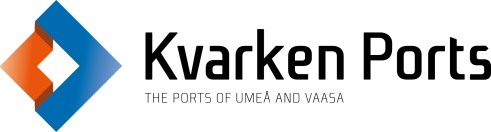 Kvarken Ports
THE PORTS OF UMEÅ AND VAASA